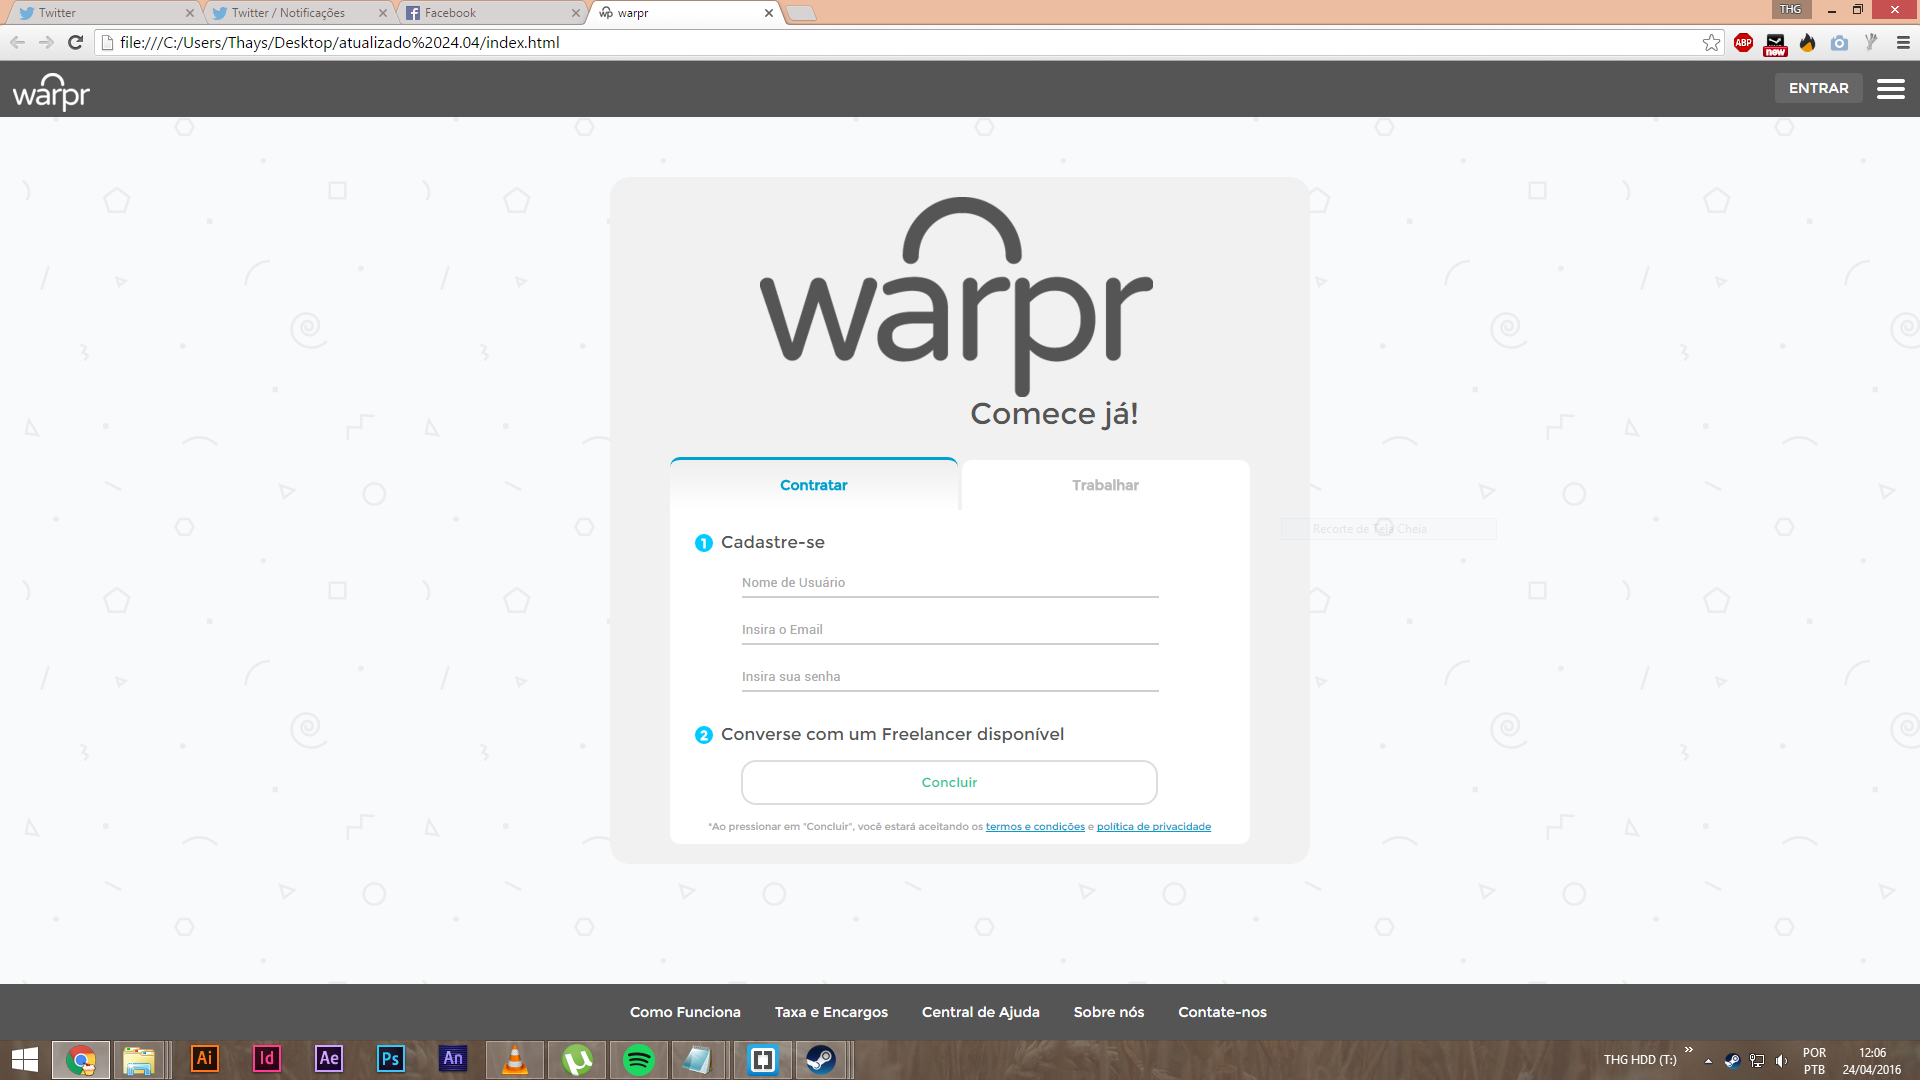 Twitter
Twitter / Notificações
Facebook
warpr
THG
file:///C:/Users/Thays/Desktop/atualizado%2024.04/index.html
ABP
new
warpr
ENTRAR
warpr
Comece já!
Contratar
Trabalhar
1 Cadastre-se
Recorte de Tela Cheia
Nome de Usuário
Insira o Email
Insira sua senha
2 Converse com um Freelancer disponível
Concluir
*Ao pressionar em "Concluir", você estará aceitando os termos e condições e política de privacidade
Como Funciona
Taxa e Encargos
Central de Ajuda
Sobre nós
Contate-nos
Ai
Id
Ae
Ps
An
THG HDD (T:)
POR
PTB
12:06
24/04/2016